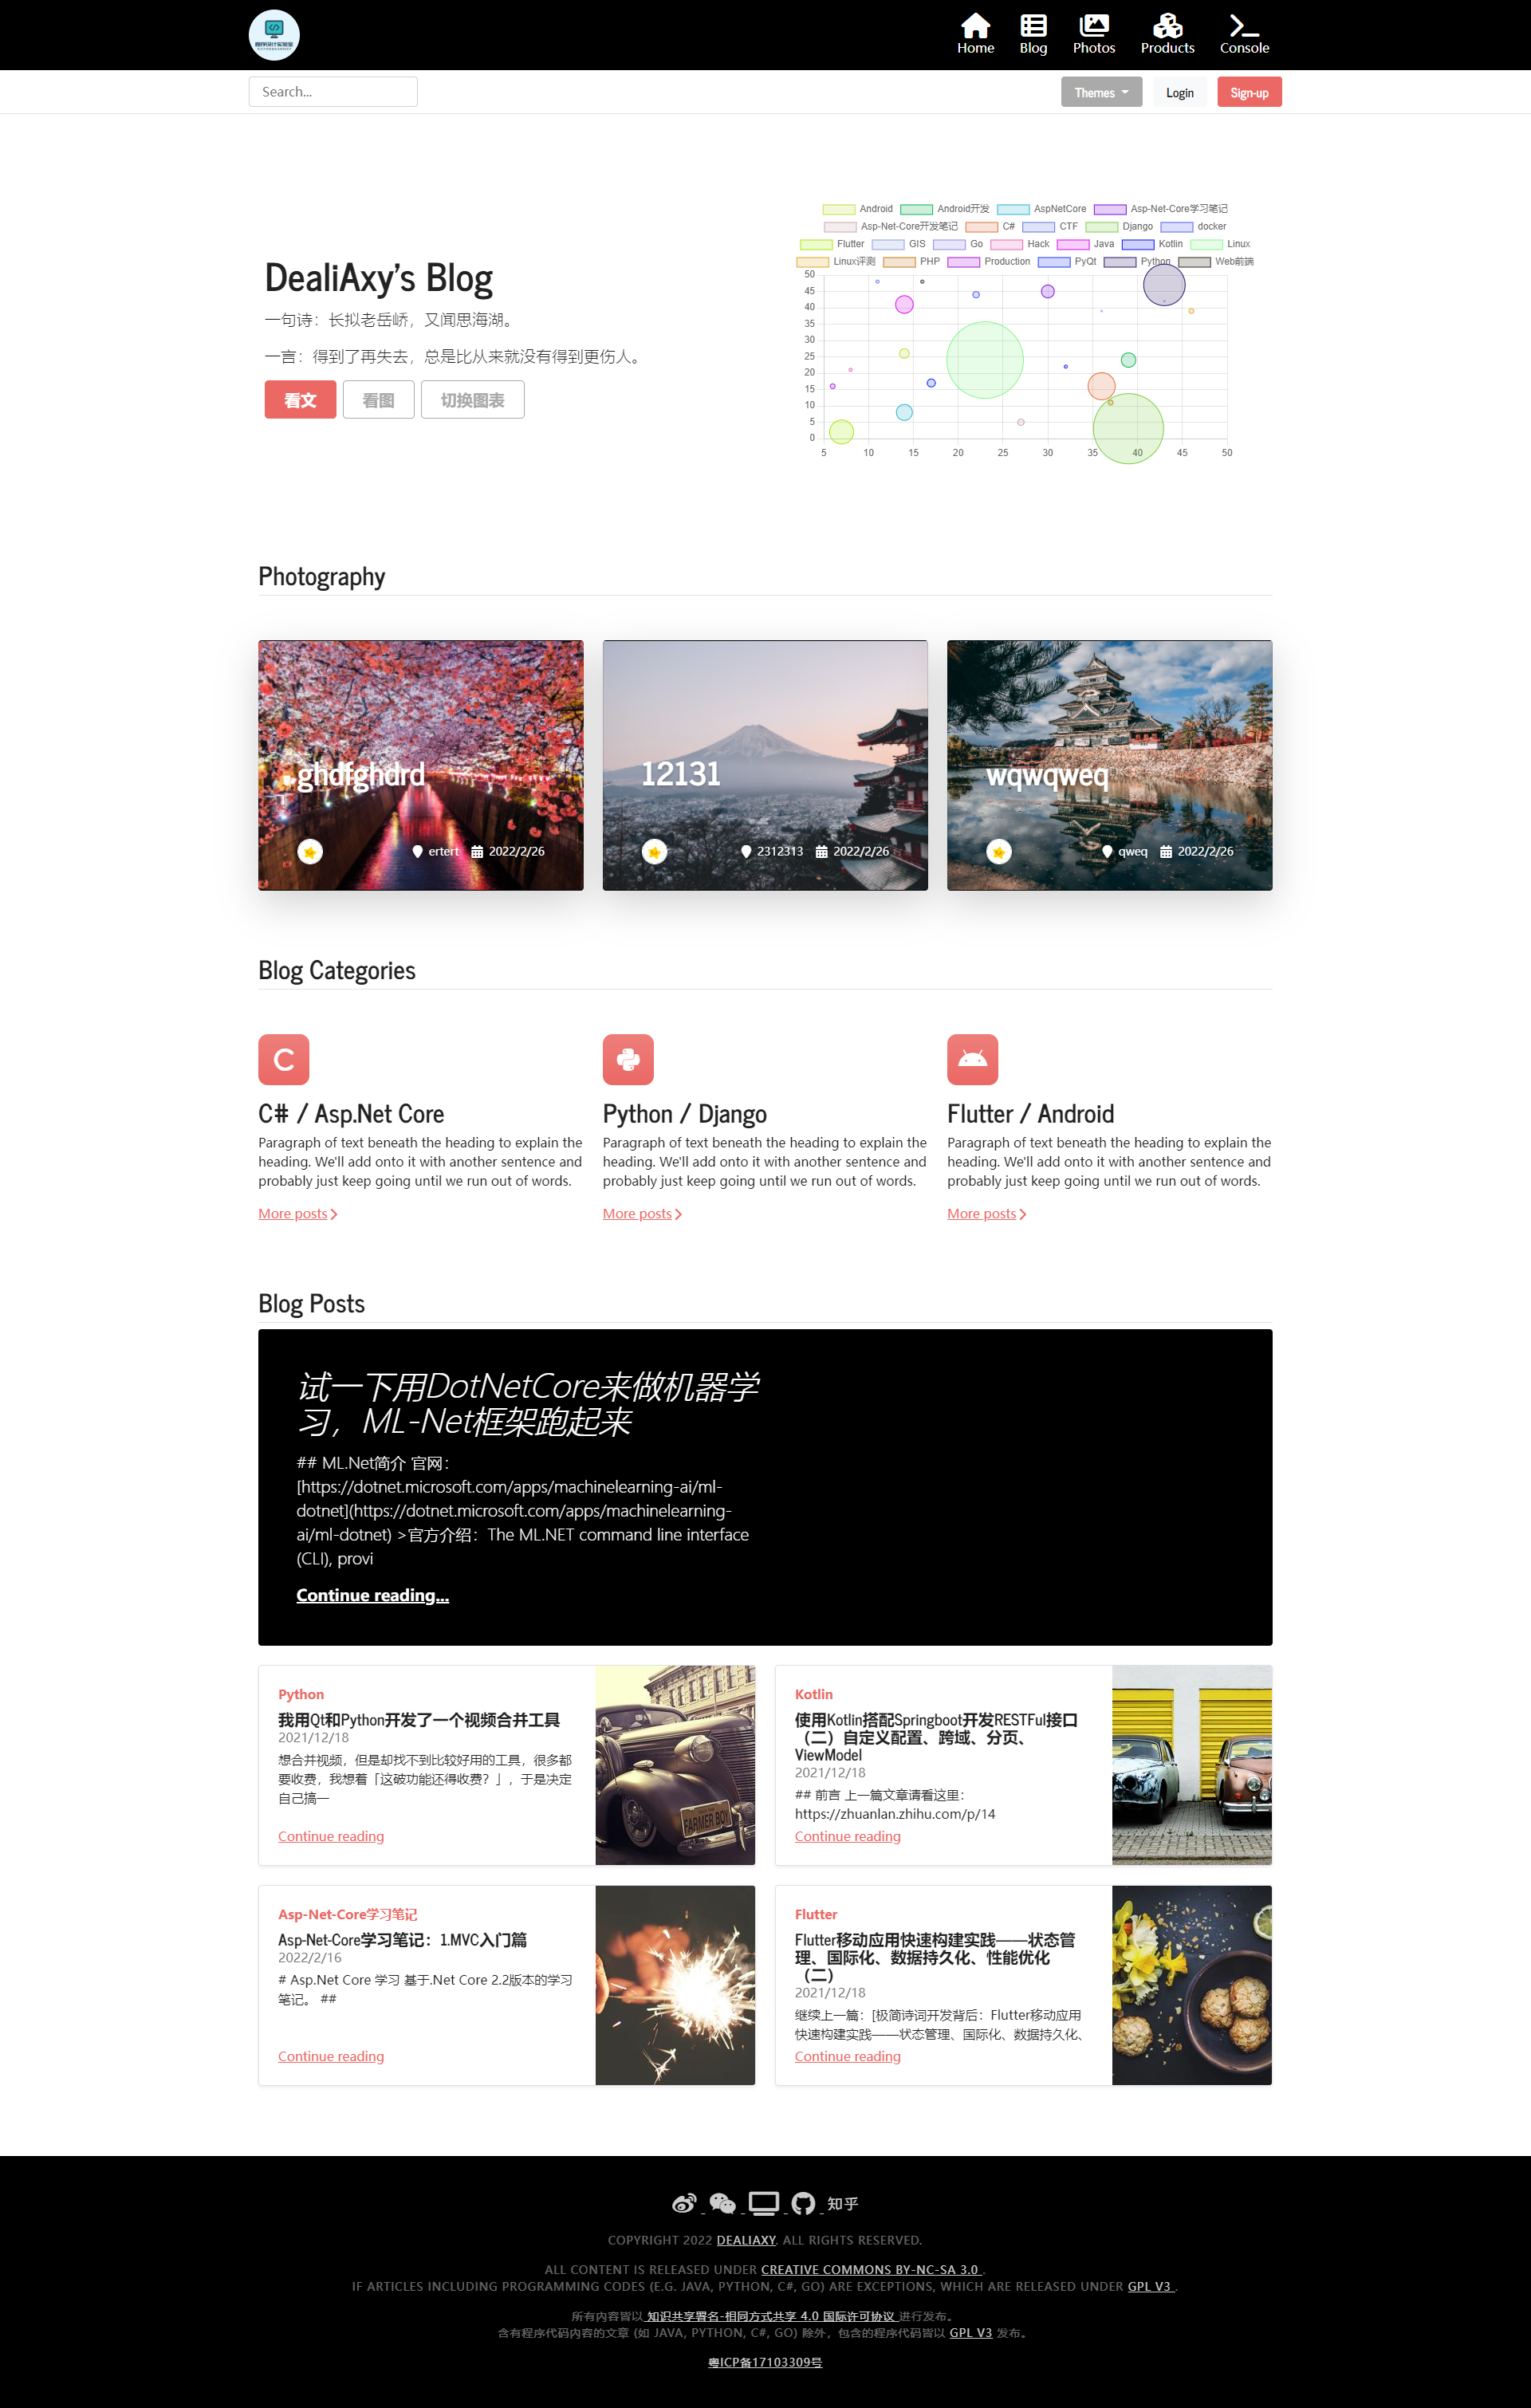 程序设计实验室
Home
Blog
Photos
Products
Console
Search...
Themes
Login
Sign-up
DealiAxy's Blog
一句诗：长拟老岳峤，又闻思海湖。
一言：得到了再失去，总是比从来就没有得到更伤人。
看文
看图
切换图表
Android
Android开发
AspNetCore
Asp-Net-Core学习笔记
Asp-Net-Core开发笔记
C#
CTF
Django
docker
Flutter
GIS
Go
Hack
Java
Kotlin
Linux
Linux评测
PHP
Production
PyQt
Python
Web前端
50
45
40
35
30
25
20
15
10
5
0
5 10 15 20 25 30 35 40 45 50
Photography
ghdfghdrd
ertert 2022/2/26
12131
2312313 2022/2/26
wqwqweq
qweq 2022/2/26
Blog Categories
C
C# / Asp.Net Core
Paragraph of text beneath the heading to explain the
heading. We'll add onto it with another sentence and
probably just keep going until we run out of words.
More posts
Python / Django
Paragraph of text beneath the heading to explain the
heading. We'll add onto it with another sentence and
probably just keep going until we run out of words.
More posts
Flutter / Android
Paragraph of text beneath the heading to explain the
heading. We'll add onto it with another sentence and
probably just keep going until we run out of words.
More posts
Blog Posts
试一下用DotNetCore来做机器学
习，ML-Net框架跑起来
## ML.Net简介 官网：
[https://dotnet.microsoft.com/apps/machinelearning-ai/ml-
dotnet](https://dotnet.microsoft.com/apps/machinelearning-
ai/ml-dotnet) >官方介绍：The ML.NET command line interface
(CLI), provi
Continue reading...
Python
我用Qt和Python开发了一个视频合并工具
2021/12/18
想合并视频，但是却找不到比较好用的工具，很多都
要收费，我想着「这破功能还得收费？」，于是决定
自己搞一
Continue reading
FARMER BOY
Kotlin
使用Kotlin搭配Springboot开发RESTFul接口
（二）自定义配置、跨域、分页、
ViewModel
2021/12/18
## 前言 上一篇文章请看这里：
https://zhuanlan.zhihu.com/p/14
Continue reading
Asp-Net-Core学习笔记
Asp-Net-Core学习笔记：1.MVC入门篇
2022/2/16
# Asp.Net Core 学习 基于.Net Core 2.2版本的学习
笔记。 ##
Continue reading
Flutter
Flutter移动应用快速构建实践——状态管
理、国际化、数据持久化、性能优化
（二）
2021/12/18
继续上一篇：[极简诗词开发背后：Flutter移动应用
快速构建实践——状态管理、国际化、数据持久化、
Continue reading
知乎
COPYRIGHT 2022 DEALIAXY. ALL RIGHTS RESERVED.
ALL CONTENT IS RELEASED UNDER CREATIVE COMMONS BY-NC-SA 3.0 .
IF ARTICLES INCLUDING PROGRAMMING CODES (E.G. JAVA, PYTHON, C#, GO) ARE EXCEPTIONS, WHICH ARE RELEASED UNDER GPL V3 .
所有内容皆以 知识共享署名-相同方式共享 4.0 国际许可协议 进行发布。
含有程序代码内容的文章 (如 JAVA, PYTHON, C#, GO) 除外，包含的程序代码皆以 GPL V3 发布。
粤ICP备17103309号